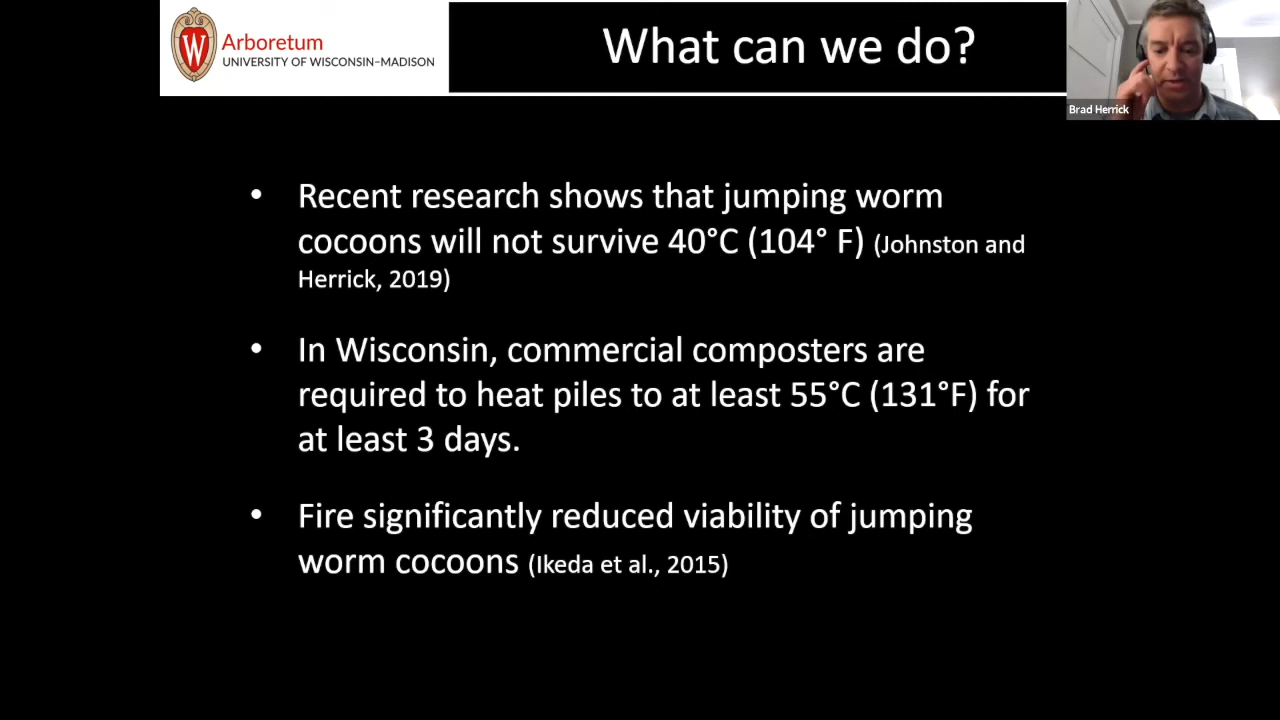 Arboretum
UNIVERSITY OF WISCONSIN–MADISON
What can we do?
Brad Herrick
• Recent research shows that jumping worm
cocoons will not survive 40°C (104° F) (Johnston and
Herrick, 2019)
• In Wisconsin, commercial composters are
required to heat piles to at least 55°C (131°F) for
at least 3 days.
• Fire significantly reduced viability of jumping
worm cocoons (Ikeda et al., 2015)